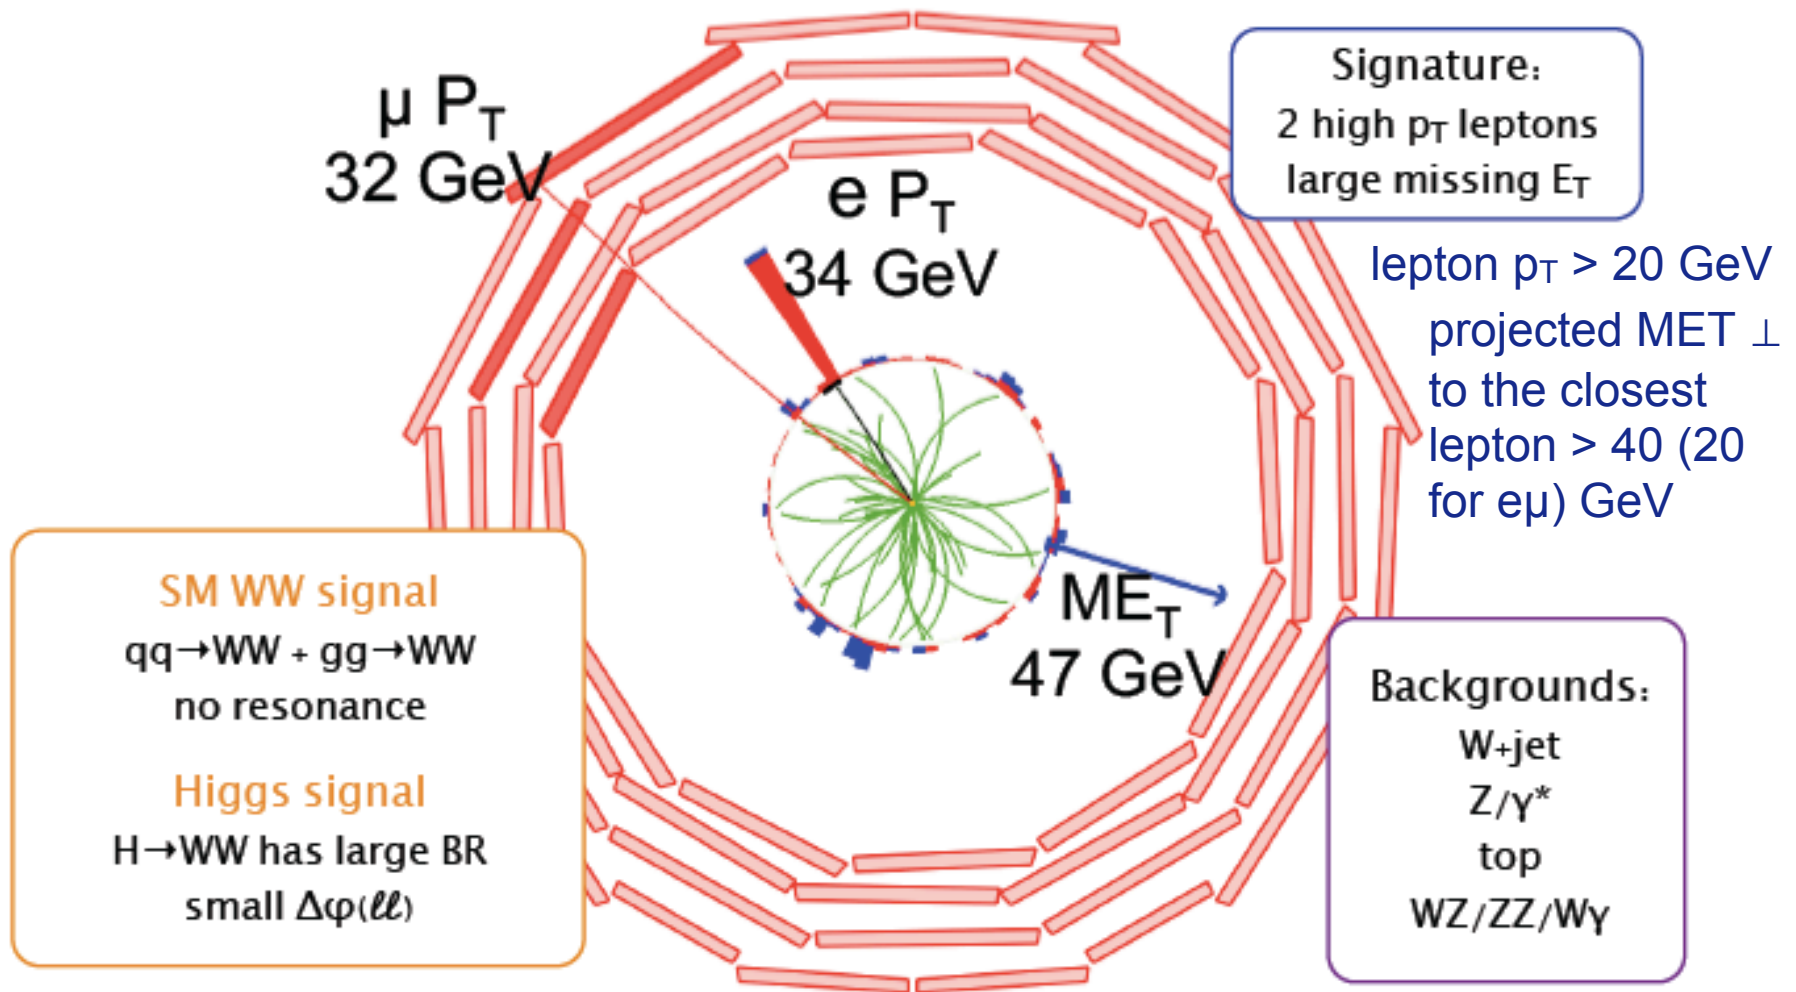 μ P_T
32 GeV
e P_T
34 GeV
Signature:
2 high p_T leptons
large missing E_T
lepton p_T > 20 GeV
projected MET ⊥
to the closest
lepton > 40 (20
for eμ) GeV
ME_T
47 GeV
SM WW signal
qq→WW + gg→WW
no resonance
Higgs signal
H→WW has large BR
small Δφ(ℓℓ)
Backgrounds:
W+jet
Z/γ*
top
WZ/ZZ/Wγ